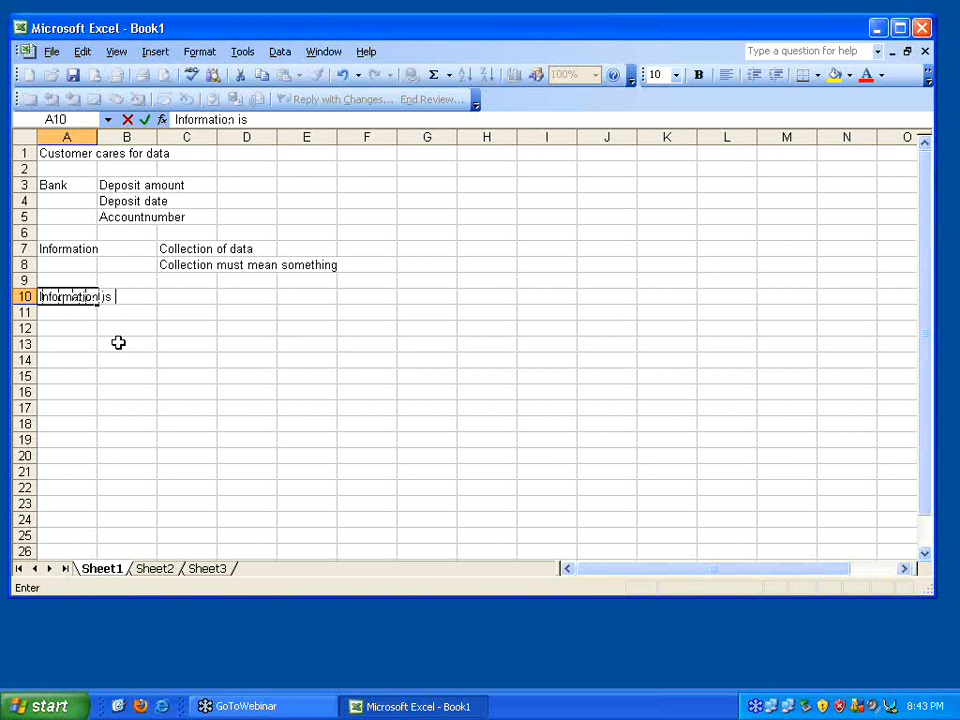 Microsoft Excel - Book1
File Edit View Insert Format Tools Data Window Help Type a question for help
Σ 100% 10 B A
Reply with Changes... End Review...
A10 fx Information is
A B C D E F G H I J K L M N O
1 Customer cares for data
2
3 Bank Deposit amount
4 Deposit date
5 Accountnumber
6
7 Information Collection of data
8 Collection must mean something
9
10 Information is
11
12
13
14
15
16
17
18
19
20
21
22
23
24
25
26
Sheet1 Sheet2 Sheet3
Enter
start GoToWebinar Microsoft Excel - Book1 8:43 PM